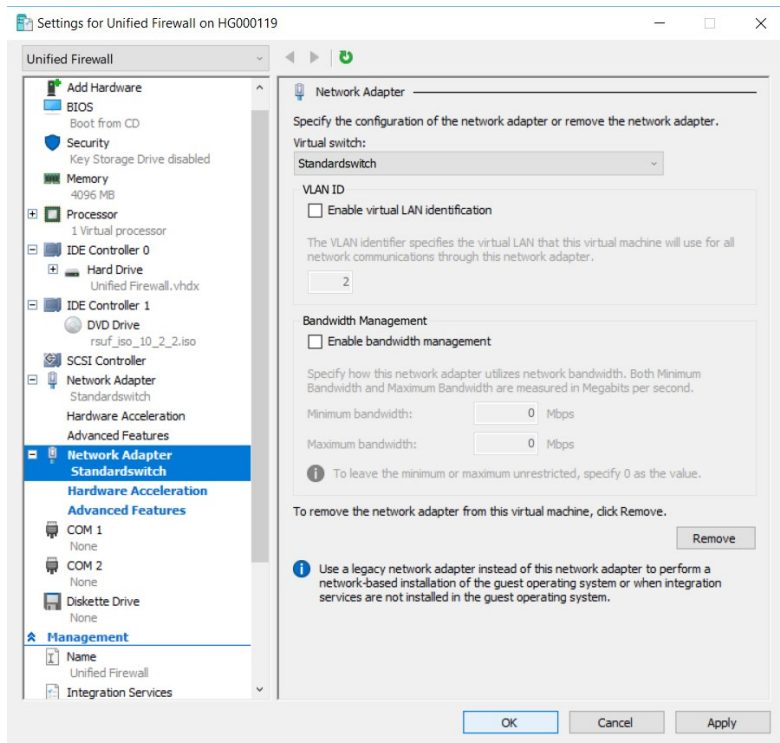 Settings for Unified Firewall on HG000119
Unified Firewall
Add Hardware
BIOS
Boot from CD
Security
Key Storage Drive disabled
Memory
4096 MB
Processor
1 Virtual processor
IDE Controller 0
Hard Drive
Unified Firewall.vhdx
IDE Controller 1
DVD Drive
rsuf_iso_10_2_2.iso
SCSI Controller
Network Adapter
Standardswitch
Hardware Acceleration
Advanced Features
Network Adapter
Standardswitch
Hardware Acceleration
Advanced Features
COM 1
None
COM 2
None
Diskette Drive
None
Management
Name
Unified Firewall
Integration Services
Network Adapter
Specify the configuration of the network adapter or remove the network adapter.
Virtual switch:
Standardswitch
VLAN ID
Enable virtual LAN identification
The VLAN identifier specifies the virtual LAN that this virtual machine will use for all
network communications through this network adapter.
2
Bandwidth Management
Enable bandwidth management
Specify how this network adapter utilizes network bandwidth. Both Minimum
Bandwidth and Maximum Bandwidth are measured in Megabits per second.
Minimum bandwidth: 0 Mbps
Maximum bandwidth: 0 Mbps
To leave the minimum or maximum unrestricted, specify 0 as the value.
To remove the network adapter from this virtual machine, click Remove.
Remove
Use a legacy network adapter instead of this network adapter to perform a
network-based installation of the guest operating system or when integration
services are not installed in the guest operating system.
OK Cancel Apply